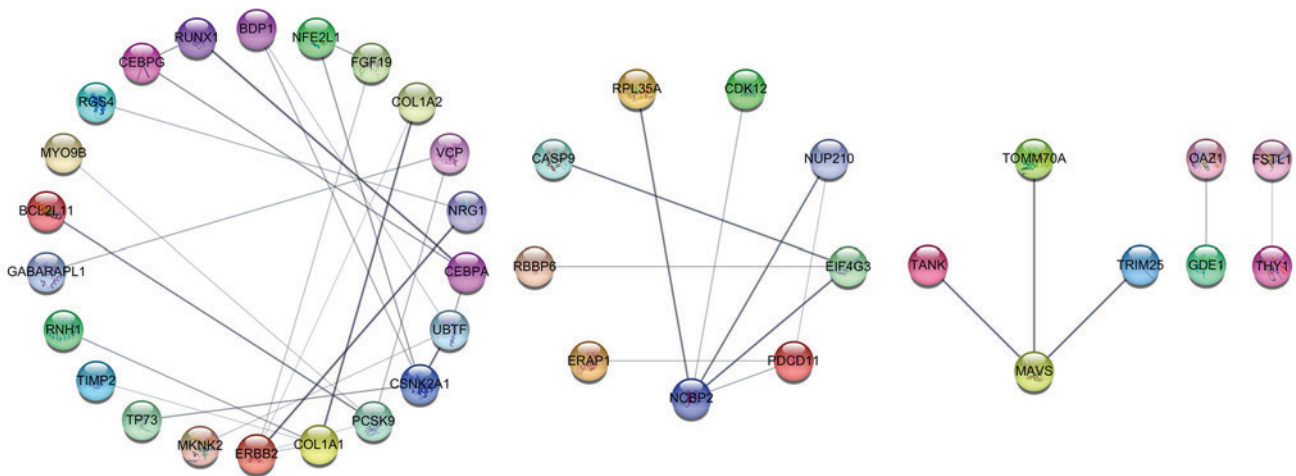 BDP1
NFE2L1
RUNX1
CEBPG
FGF19
RGS4
COL1A2
MYO9B
VCP
BCL2L11
NRG1
GABARAPL1
CEBPA
RNH1
UBTF
TIMP2
CSNK2A1
TP73
PCSK9
MKNK2
ERBB2
COL1A1
RPL35A
CDK12
CASP9
NUP210
RBBP6
EIF4G3
ERAP1
PDCD11
NCBP2
TOMM70A
TANK
TRIM25
MAVS
OAZ1
FSTL1
GDE1
THY1